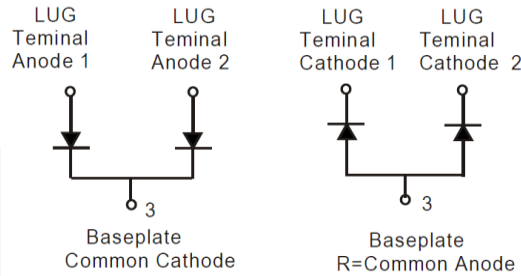 LUG
Teminal
Anode 1
LUG
Teminal
Anode 2
LUG
Teminal
Cathode 1
LUG
Teminal
Cathode 2
3
Baseplate
Common Cathode
3
Baseplate
R=Common Anode